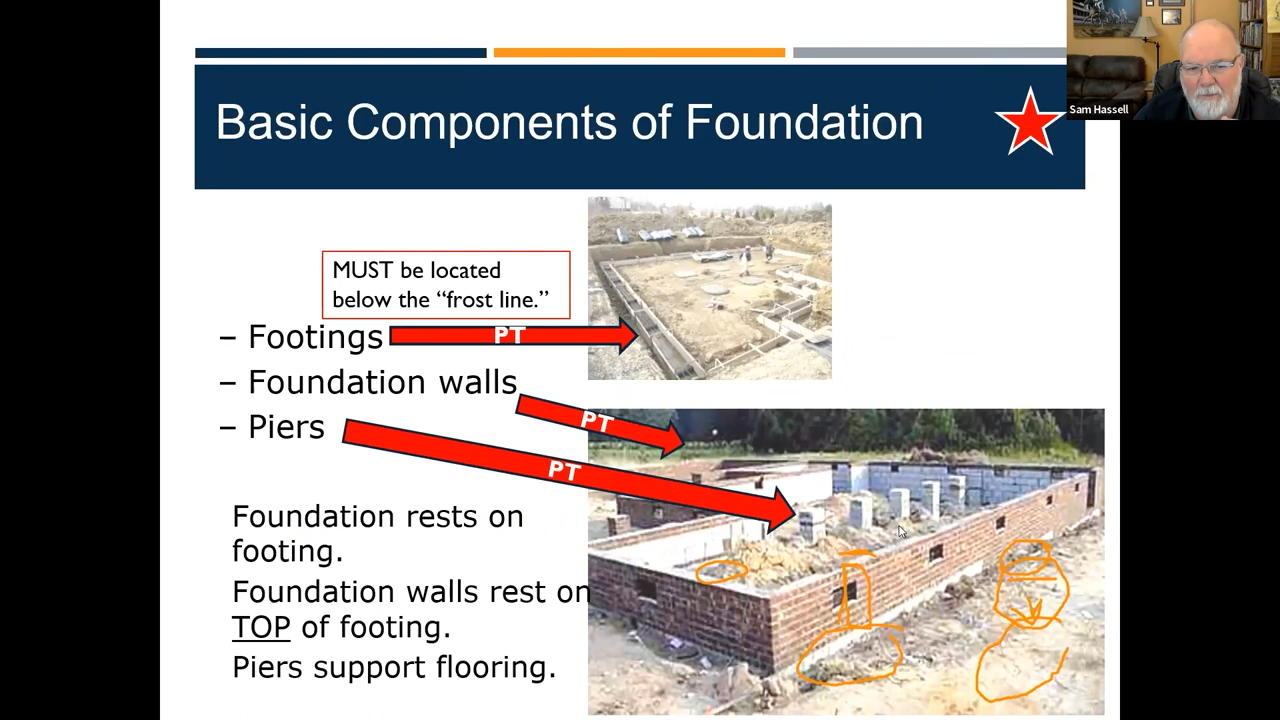 Sam Hassell
Basic Components of Foundation
MUST be located
below the “frost line.”
– Footings
PT
– Foundation walls
PT
– Piers
PT
Foundation rests on
footing.
Foundation walls rest on
TOP of footing.
Piers support flooring.